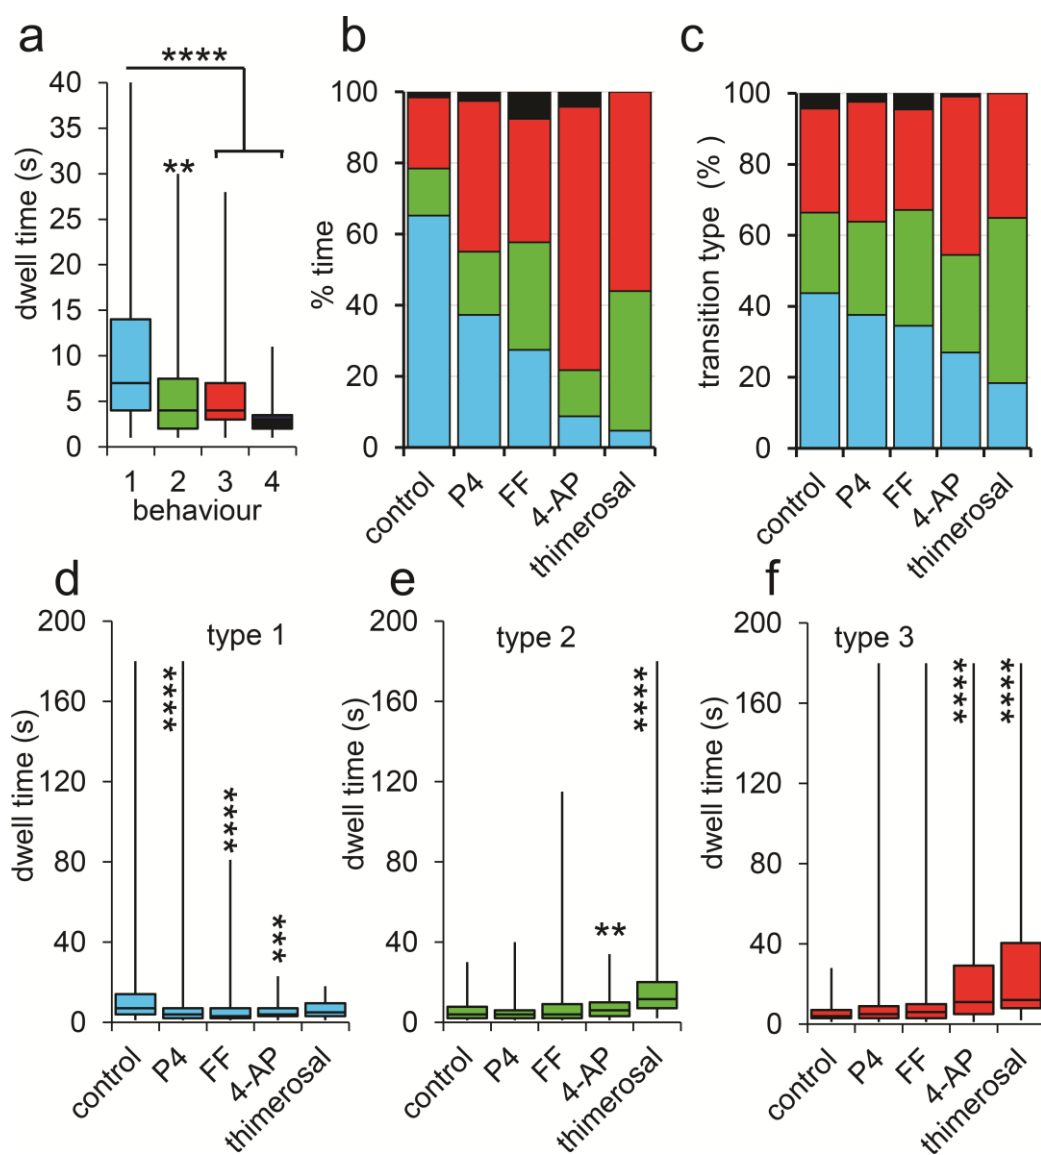 a
****
**
dwell time (s)
40
35
30
25
20
15
10
5
0
1 2 3 4
behaviour
b
% time
100
80
60
40
20
0
control
P4
FF
4-AP
thimerosal
c
transition type (%)
100
80
60
40
20
0
control
P4
FF
4-AP
thimerosal
d
type 1
dwell time (s)
200
160
120
80
40
0
****
****
***
control
P4
FF
4-AP
thimerosal
e
type 2
dwell time (s)
200
160
120
80
40
0
**
****
control
P4
FF
4-AP
thimerosal
f
type 3
dwell time (s)
200
160
120
80
40
0
****
****
control
P4
FF
4-AP
thimerosal